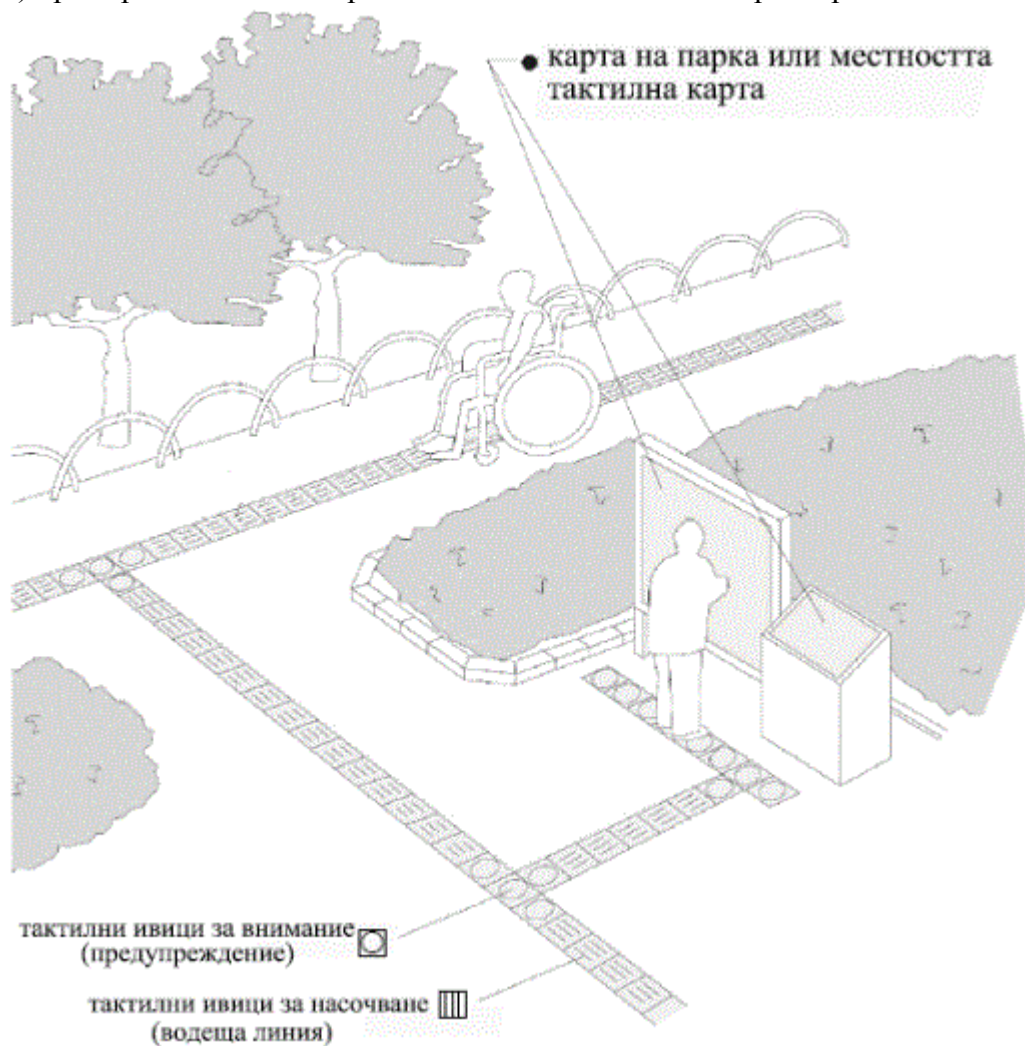 карта на парка или местността
тактилна карта
тактилни ивици за внимание
(предупреждение)
тактилни ивици за насочване
(водеща линия)